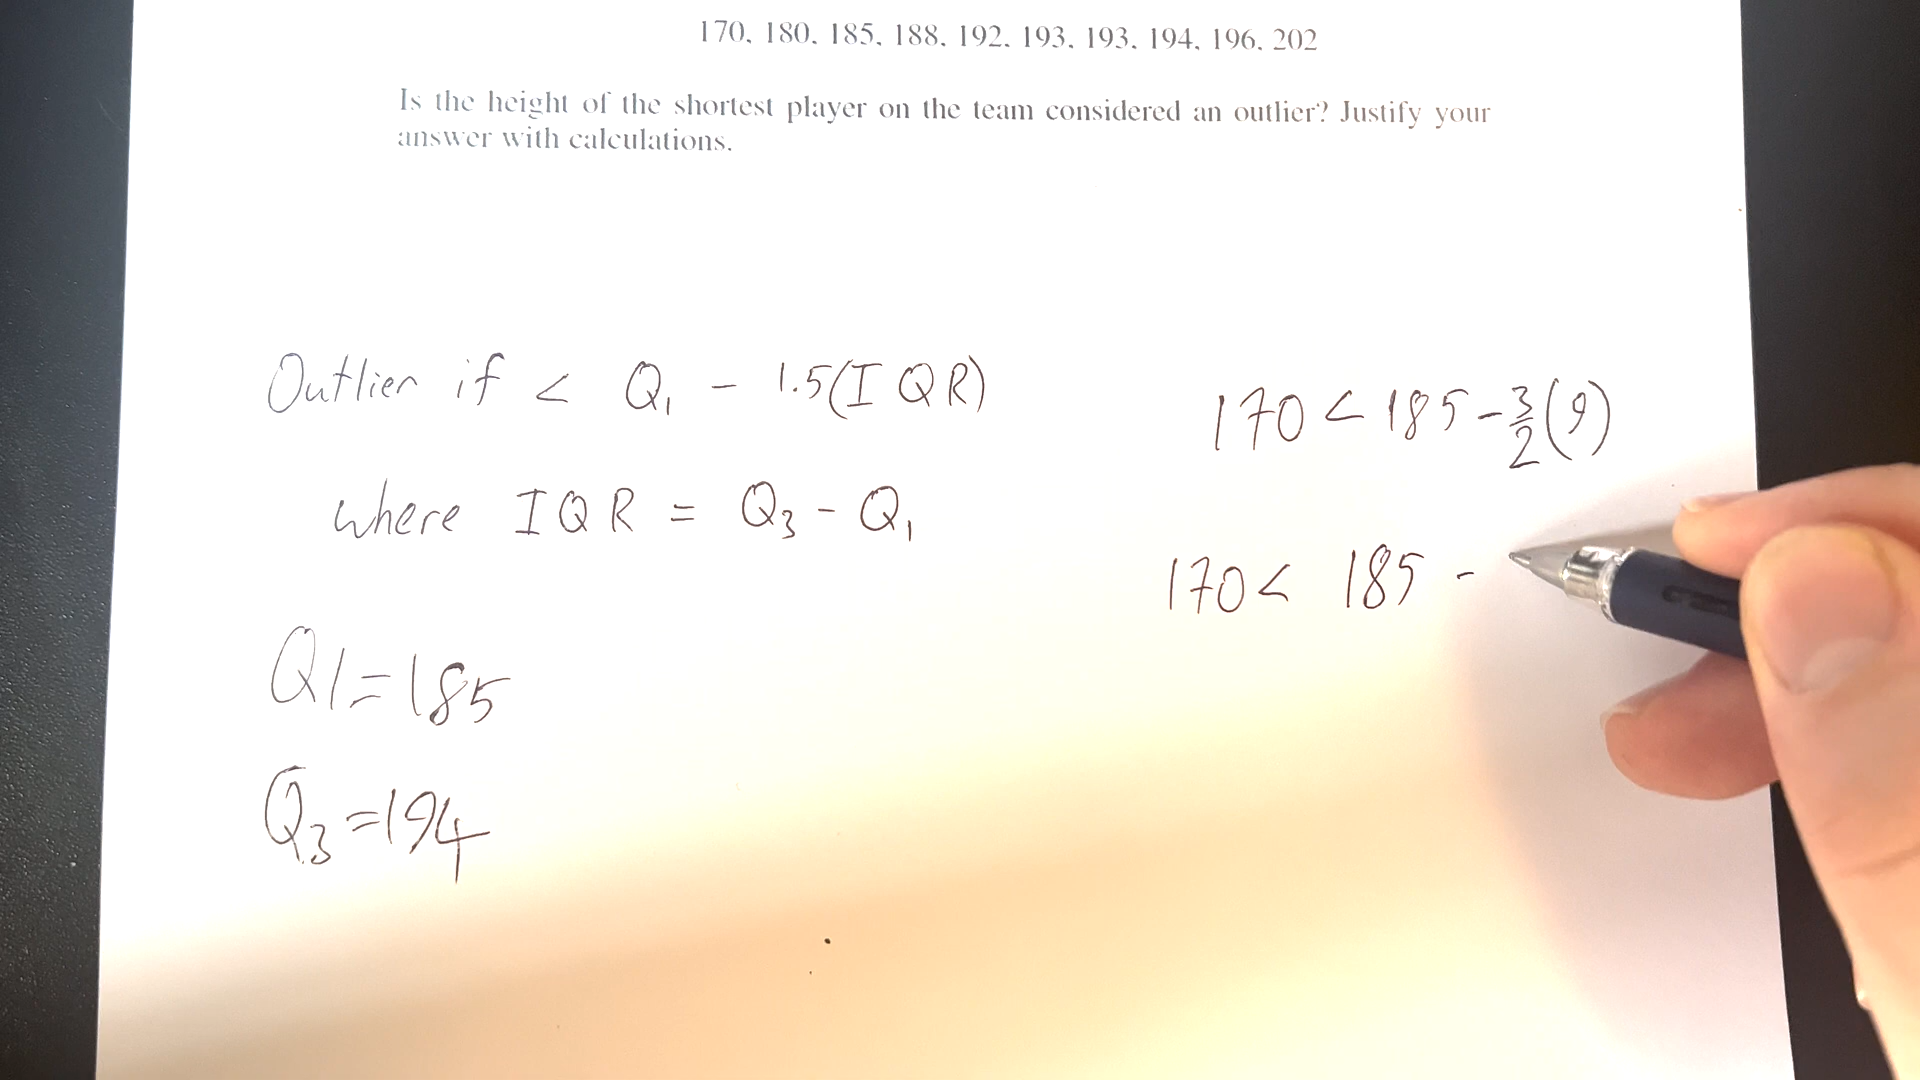 170, 180, 185, 188, 192, 193, 193, 194, 196, 202
Is the height of the shortest player on the team considered an outlier? Justify your
answer with calculations.
Outlier if < Q₁ - 1.5(IQR)
where IQR = Q₃ - Q₁
Q1=185
Q₃=194
170 < 185 - 3/2 (9)
170 < 185 -